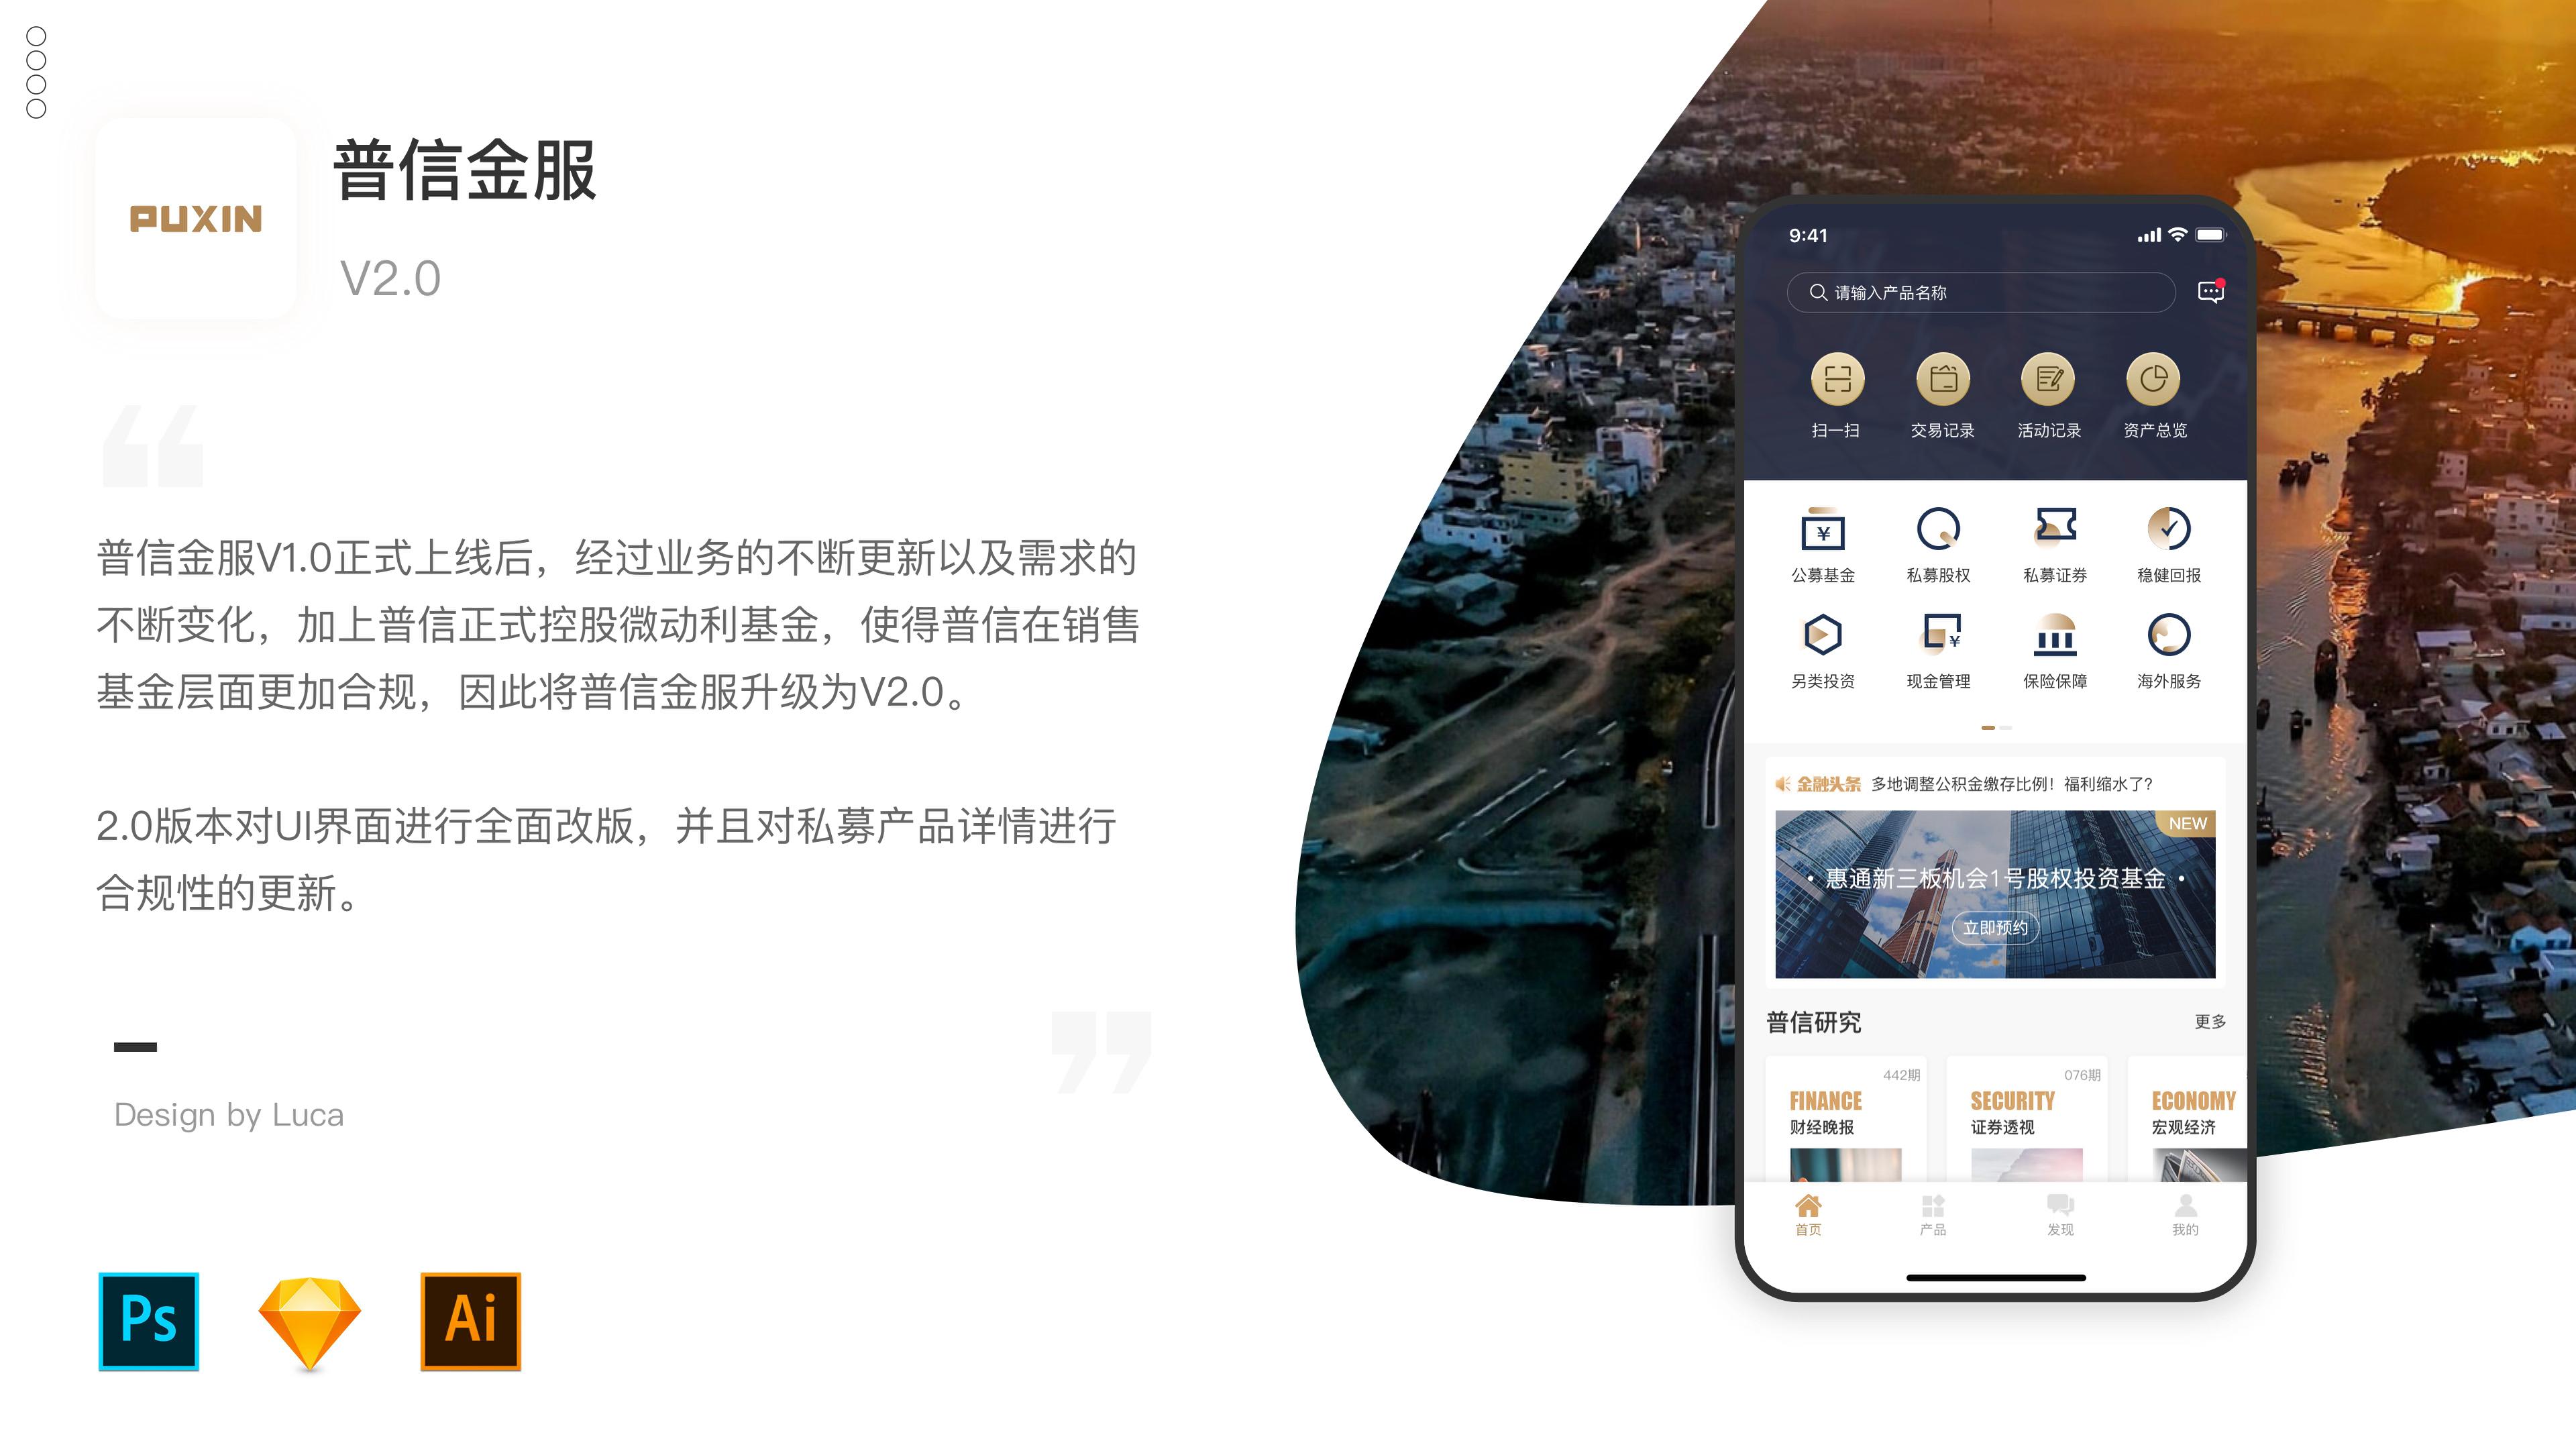 PUXIN
普信金服
V2.0
普信金服V1.0正式上线后，经过业务的不断更新以及需求的
不断变化，加上普信正式控股微动利基金，使得普信在销售
基金层面更加合规，因此将普信金服升级为V2.0。
2.0版本对UI界面进行全面改版，并且对私募产品详情进行
合规性的更新。
Design by Luca
Ps
Ai
9:41
请输入产品名称
扫一扫 交易记录 活动记录 资产总览
公募基金 私募股权 私募证券 稳健回报
另类投资 现金管理 保险保障 海外服务
金融头条 多地调整公积金缴存比例！福利缩水了？
NEW
• 惠通新三板机会1号股权投资基金 •
立即预约
普信研究 更多
442期 076期
FINANCE SECURITY ECONOMY
财经晚报 证券透视 宏观经济
首页 产品 发现 我的